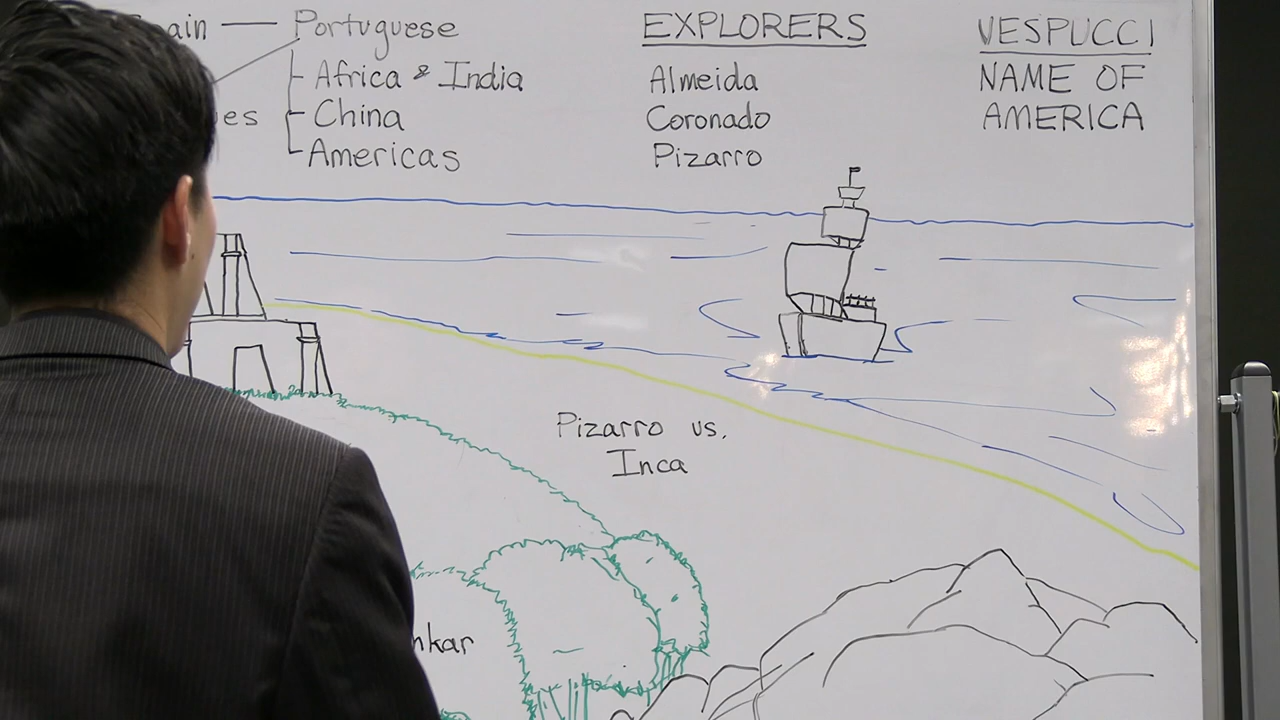 Portuguese
Africa & India
China
Americas
EXPLORERS
Almeida
Coronado
Pizarro
VESPUCCI
NAME OF
AMERICA
Pizarro vs.
Inca